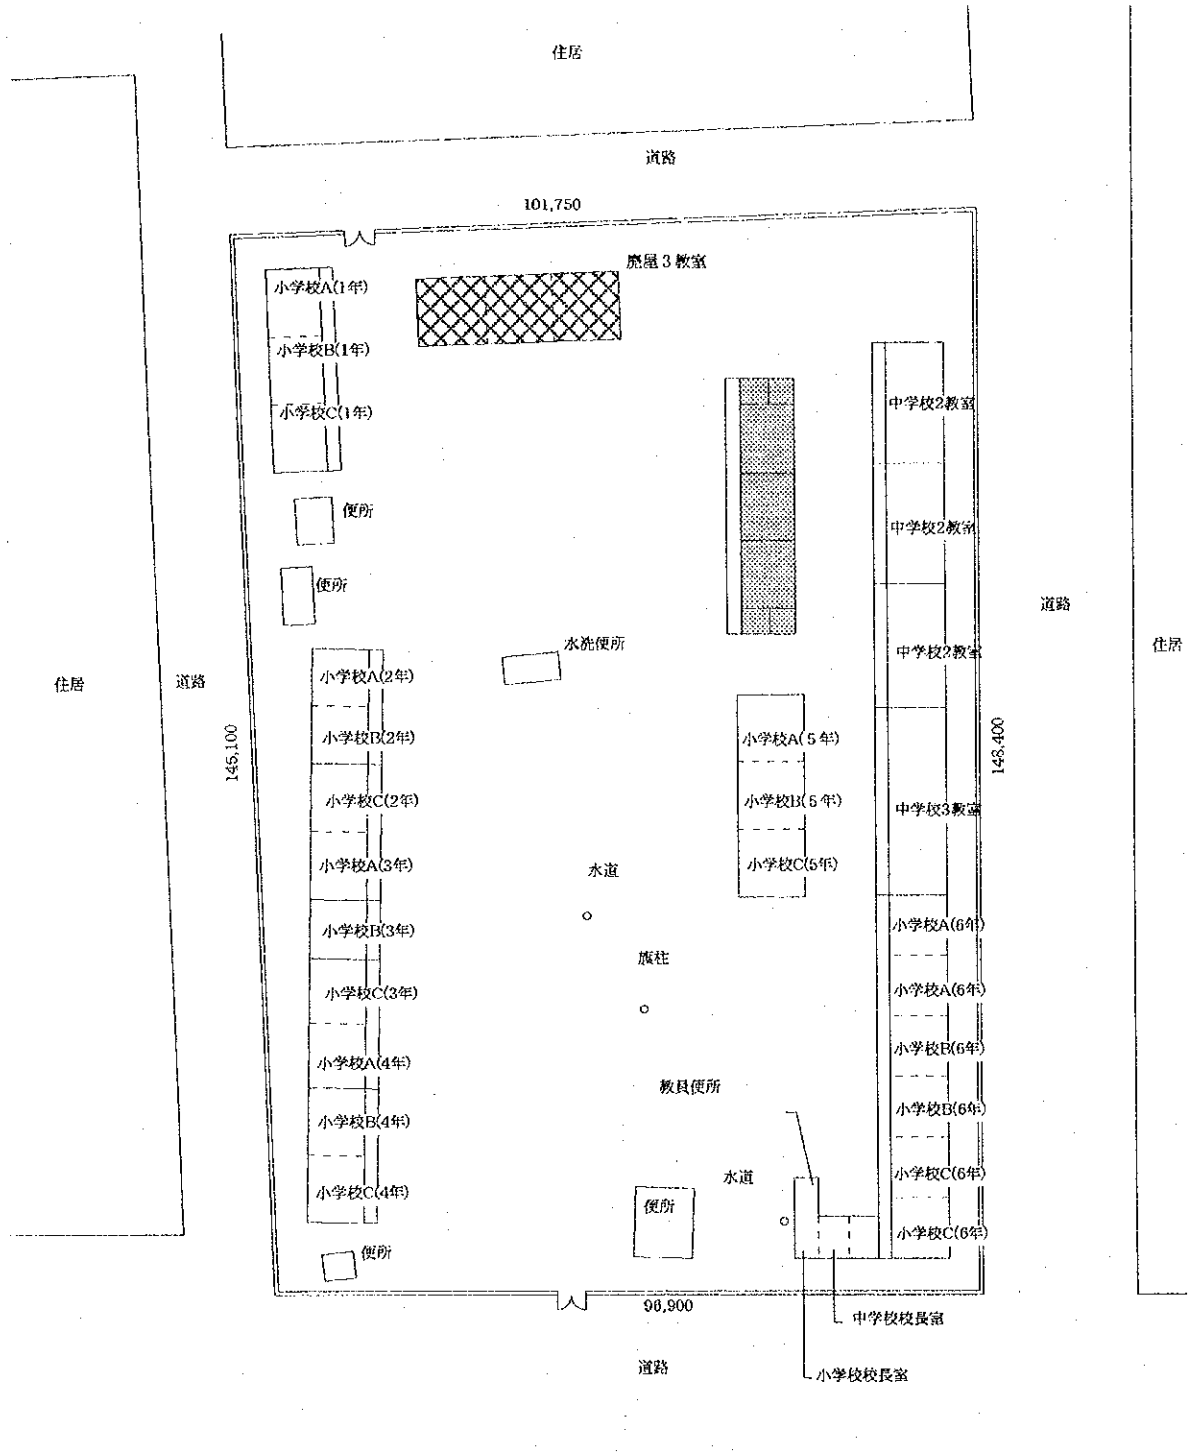 住居
道路
101,750
廃屋3教室
小学校A(1年)
小学校B(1年)
小学校C(1年)
便所
便所
水洗便所
中学校2教室
中学校2教室
中学校2教室
中学校3教室
道路
住居
住居
道路
145,100
148,400
小学校A(2年)
小学校B(2年)
小学校C(2年)
小学校A(3年)
小学校B(3年)
小学校C(3年)
小学校A(4年)
小学校B(4年)
小学校C(4年)
便所
小学校A(5年)
小学校B(5年)
小学校C(5年)
水道
旗柱
教員便所
水道
便所
小学校A(6年)
小学校A(6年)
小学校B(6年)
小学校B(6年)
小学校C(6年)
小学校C(6年)
96,900
中学校校長室
小学校校長室
道路